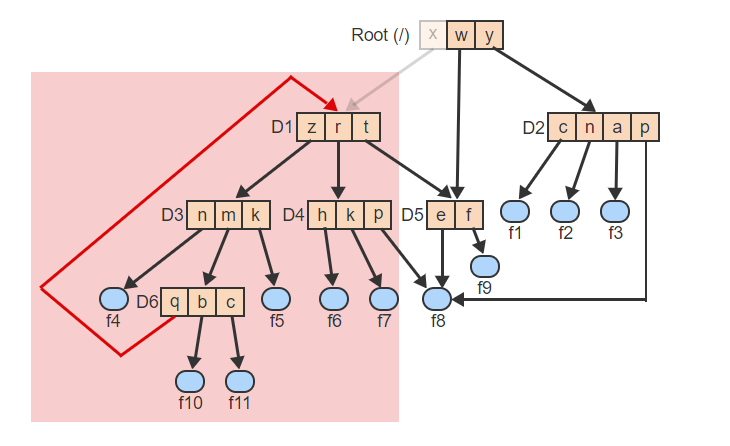 Root (/) x w y
D1 z r t
D2 c n a p
D3 n m k
D4 h k p
D5 e f
f1 f2 f3
f9
D6 q b c
f4 f5 f6 f7 f8
f10 f11